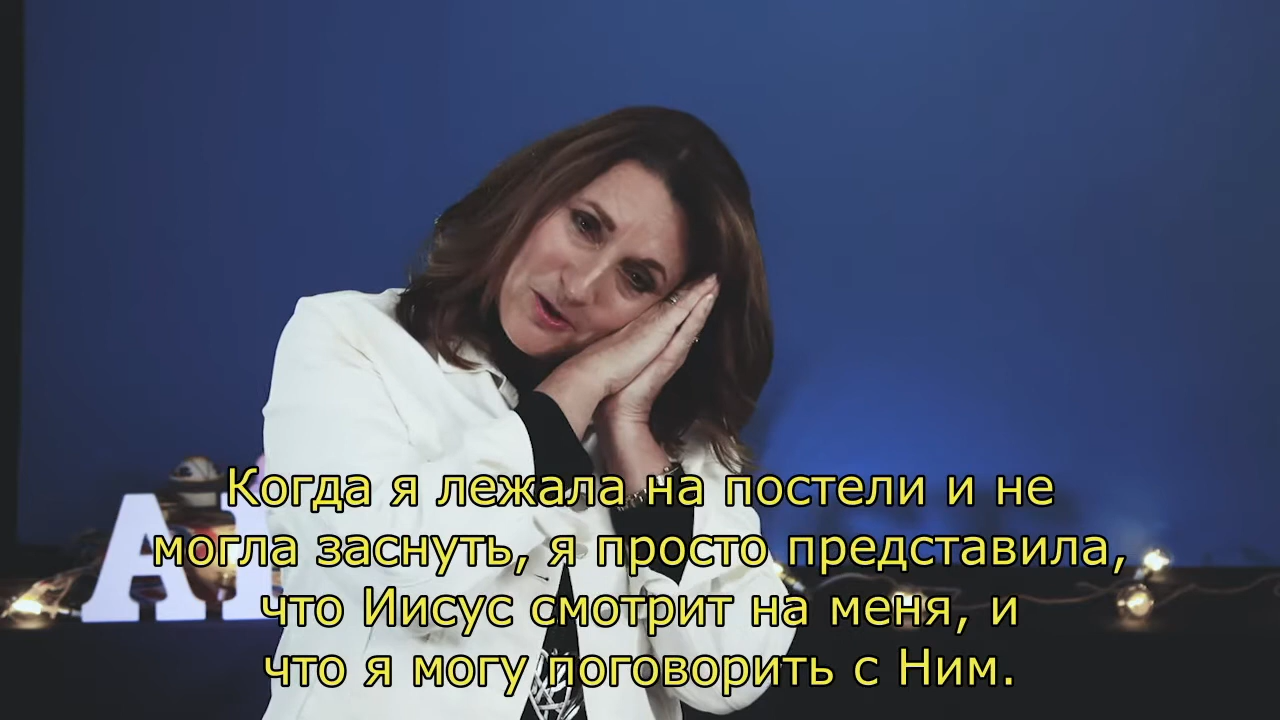 Когда я лежала на постели и не
могла заснуть, я просто представила,
что Иисус смотрит на меня, и
что я могу поговорить с Ним.